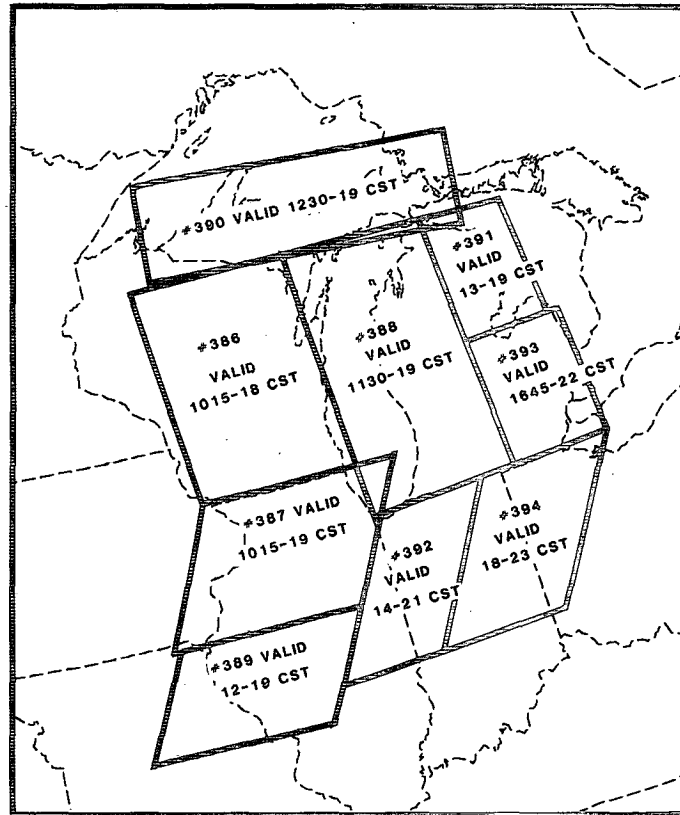 #390 VALID 1230-19 CST
#391
VALID
13-19 CST
#386
VALID
1015-18 CST
#388
VALID
1130-19 CST
#393
VALID
1645-22 CST
#387 VALID
1015-19 CST
#392
VALID
14-21 CST
#394
VALID
18-23 CST
#389 VALID
12-19 CST